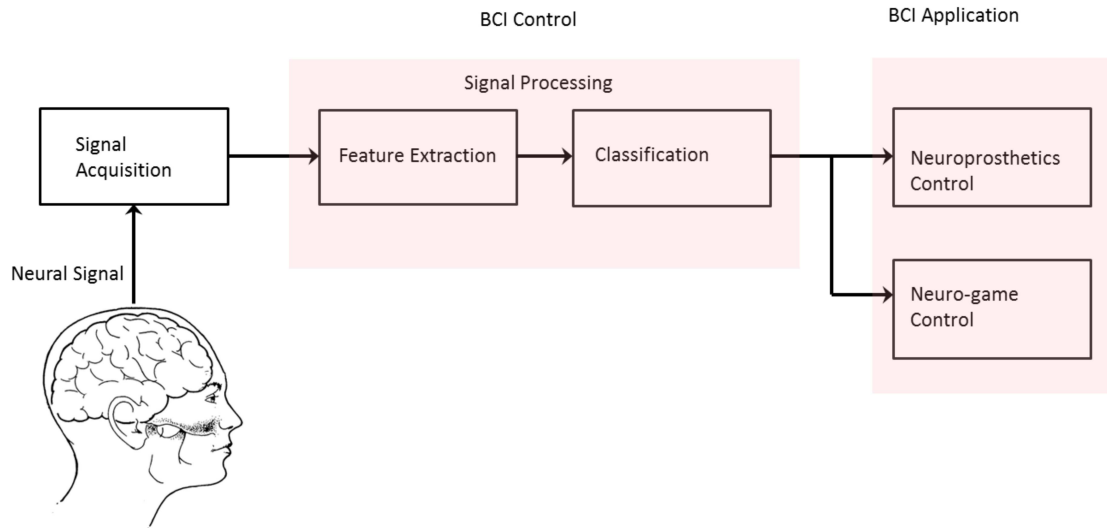 BCI Control
BCI Application
Signal Processing
Signal
Acquisition
Feature Extraction
Classification
Neuroprosthetics
Control
Neural Signal
Neuro-game
Control